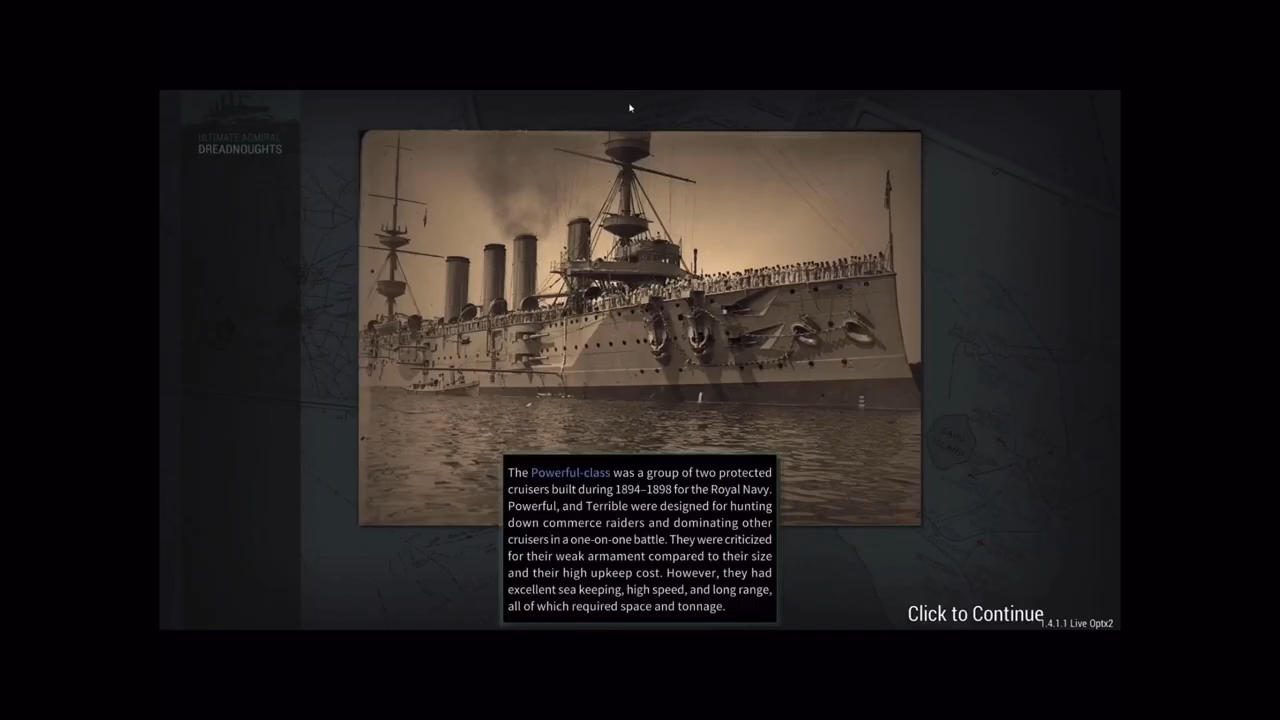 ULTIMATE ADMIRAL
DREADNOUGHTS
The Powerful-class was a group of two protected
cruisers built during 1894–1898 for the Royal Navy.
Powerful, and Terrible were designed for hunting
down commerce raiders and dominating other
cruisers in a one-on-one battle. They were criticized
for their weak armament compared to their size
and their high upkeep cost. However, they had
excellent sea keeping, high speed, and long range,
all of which required space and tonnage.
Click to Continue
1.4.1.1 Live Optx2